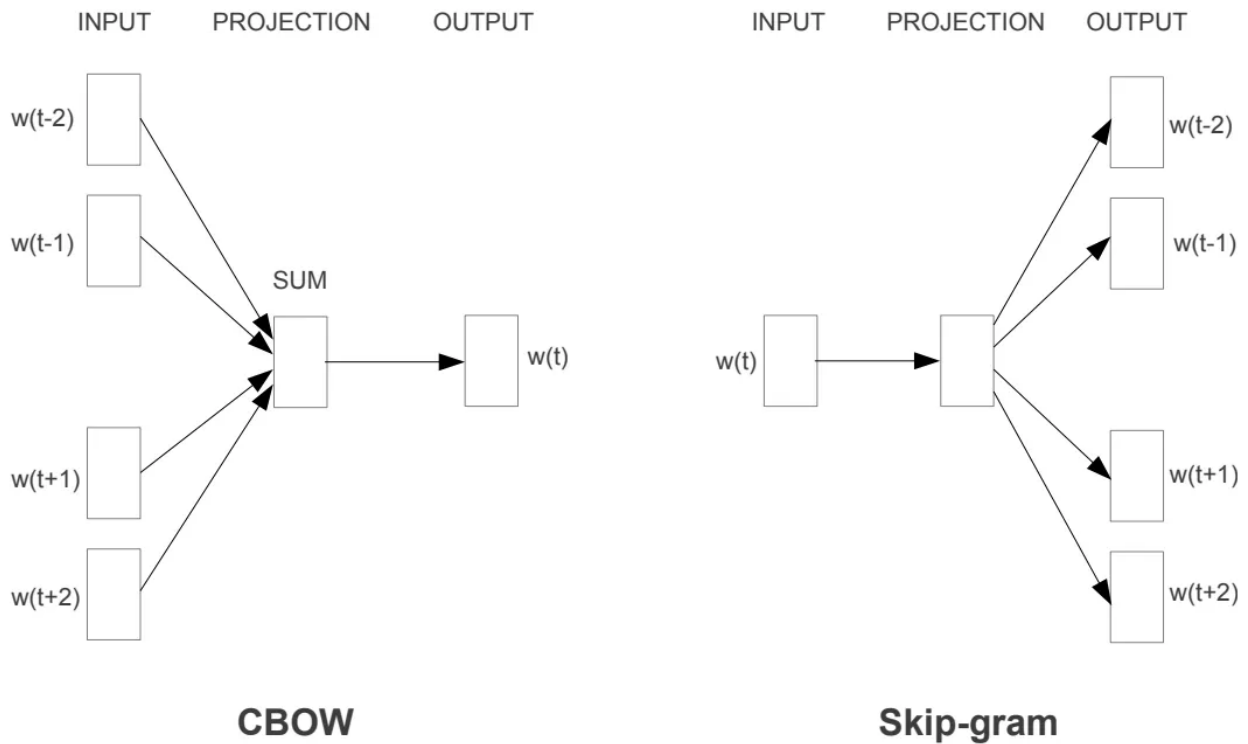 INPUT PROJECTION OUTPUT
w(t-2)
w(t-1)
SUM
w(t)
w(t+1)
w(t+2)
CBOW
INPUT PROJECTION OUTPUT
w(t-2)
w(t-1)
w(t)
w(t+1)
w(t+2)
Skip-gram